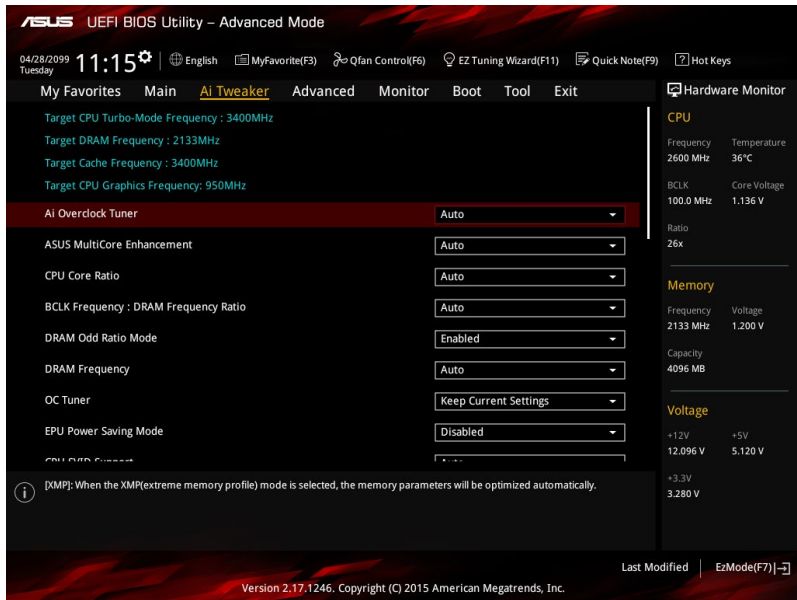 ASUS UEFI BIOS Utility – Advanced Mode
04/28/2099 Tuesday 11:15 English MyFavorite(F3) Qfan Control(F6) EZ Tuning Wizard(F11) Quick Note(F9) ? Hot Keys
My Favorites Main Ai Tweaker Advanced Monitor Boot Tool Exit
Target CPU Turbo-Mode Frequency : 3400MHz
Target DRAM Frequency : 2133MHz
Target Cache Frequency : 3400MHz
Target CPU Graphics Frequency: 950MHz
Ai Overclock Tuner Auto
ASUS MultiCore Enhancement Auto
CPU Core Ratio Auto
BCLK Frequency : DRAM Frequency Ratio Auto
DRAM Odd Ratio Mode Enabled
DRAM Frequency Auto
OC Tuner Keep Current Settings
EPU Power Saving Mode Disabled
CPU SVID Support Auto
[XMP]: When the XMP(extreme memory profile) mode is selected, the memory parameters will be optimized automatically.
Hardware Monitor
CPU
Frequency Temperature
2600 MHz 36°C
BCLK Core Voltage
100.0 MHz 1.136 V
Ratio
26x
Memory
Frequency Voltage
2133 MHz 1.200 V
Capacity
4096 MB
Voltage
+12V +5V
12.096 V 5.120 V
+3.3V
3.280 V
Last Modified EzMode(F7)
Version 2.17.1246. Copyright (C) 2015 American Megatrends, Inc.